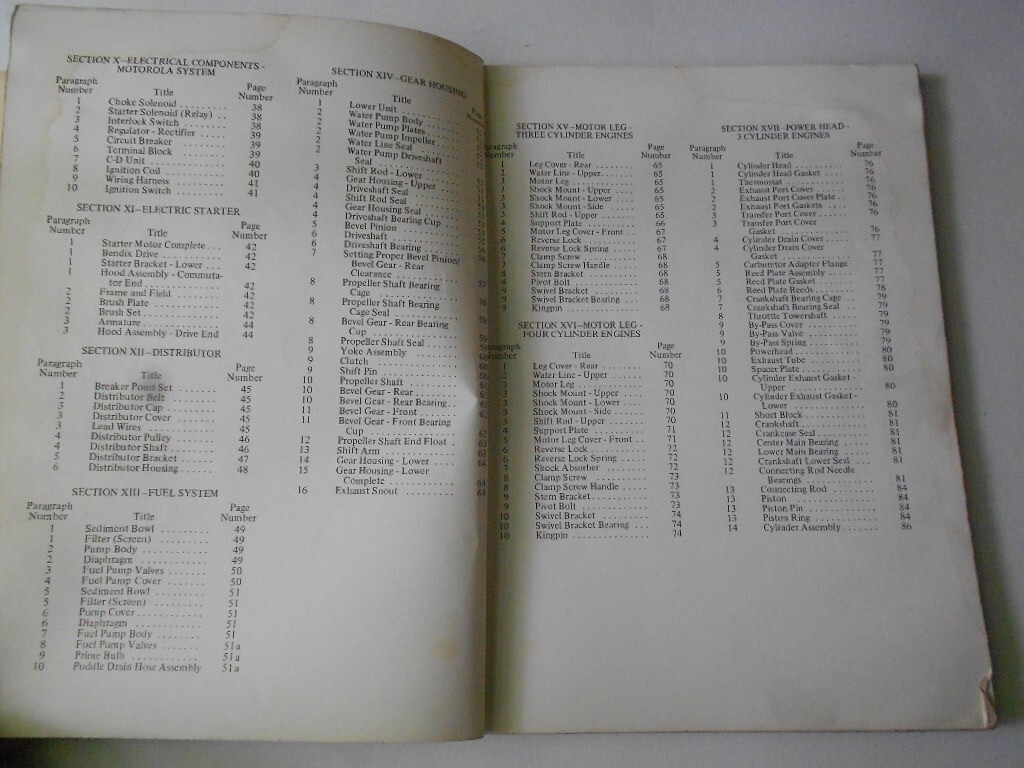 SECTION X—ELECTRICAL COMPONENTS -
MOTOROLA SYSTEM
Paragraph Number Title Page Number
1 Choke Solenoid ......... 38
2 Starter Solenoid (Relay) .. 38
3 Interlock Switch ........ 38
4 Regulator - Rectifier ...... 39
5 Circuit Breaker ......... 39
6 Terminal Block ......... 39
7 C-D Unit ............. 40
8 Ignition Coil .......... 40
9 Wiring Harness ......... 41
10 Ignition Switch ......... 41
SECTION XI—ELECTRIC STARTER
Paragraph Number Title Page Number
1 Starter Motor Complete .. 42
1 Bendix Drive .......... 42
1 Starter Bracket - Lower ... 42
1 Hood Assembly - Commuta-
tor End ............. 42
2 Frame and Field ........ 42
2 Brush Plate ........... 42
2 Brush Set ............ 42
3 Armature ............ 44
3 Hood Assembly - Drive End 44
SECTION XII—DISTRIBUTOR
Paragraph Number Title Page Number
1 Breaker Point Set ....... 45
2 Distributor Belt ........ 45
3 Distributor Cap ........ 45
3 Distributor Cover ....... 45
3 Lead Wires ........... 45
4 Distributor Pulley ....... 46
4 Distributor Shaft ....... 46
5 Distributor Bracket ...... 47
6 Distributor Housing ...... 48
SECTION XIII—FUEL SYSTEM
Paragraph Number Title Page Number
1 Sediment Bowl ......... 49
1 Filter (Screen) ......... 49
2 Pump Body ........... 49
2 Diaphragm ........... 49
3 Fuel Pump Valves ....... 50
4 Fuel Pump Cover ....... 50
5 Sediment Bowl ......... 51
5 Filter (Screen) ......... 51
6 Pump Cover ........... 51
6 Diaphragm ........... 51
7 Fuel Pump Body ........ 51
8 Fuel Pump Valves ....... 51a
9 Prime Bulb ........... 51a
10 Puddle Drain Hose Assembly 51a
SECTION XIV—GEAR HOUSING
Paragraph Number Title
1 Lower Unit
2 Water Pump Body
2 Water Pump Plates
2 Water Pump Impeller
2 Water Line Seal
2 Water Pump Driveshaft
Seal
3 Shift Rod - Lower
4 Gear Housing - Upper
4 Driveshaft Seal
4 Shift Rod Seal
4 Gear Housing Seal
4 Driveshaft Bearing Cup
5 Bevel Pinion
6 Driveshaft
6 Driveshaft Bearing
7 Setting Proper Bevel Pinion/
Bevel Gear - Rear
Clearance
8 Propeller Shaft Bearing
Cage
8 Propeller Shaft Bearing
Cage Seal
8 Bevel Gear - Rear Bearing
Cup
8 Propeller Shaft Seal
9 Yoke Assembly
9 Clutch
9 Shift Pin
10 Propeller Shaft
10 Bevel Gear - Rear
10 Bevel Gear - Rear Bearing
11 Bevel Gear - Front
11 Bevel Gear - Front Bearing
Cup
12 Propeller Shaft End Float
13 Shift Arm
14 Gear Housing - Lower
15 Gear Housing - Lower
Complete ............ 64
16 Exhaust Snout .......... 64
SECTION XV—MOTOR LEG -
THREE CYLINDER ENGINES
Title Page Number
1 Leg Cover - Rear ....... 65
1 Water Line - Upper ...... 65
1 Motor Leg ........... 65
Shock Mount - Upper .... 65
Shock Mount - Lower .... 65
Shock Mount - Side ..... 65
3 Shift Rod - Upper ....... 65
4 Support Plate ......... 66
5 Motor Leg Cover - Front .. 67
6 Reverse Lock ......... 67
6 Reverse Lock Spring ..... 67
7 Clamp Screw .......... 68
Clamp Screw Handle ..... 68
8 Stern Bracket ......... 68
8 Pivot Bolt ............ 68
9 Swivel Bracket ......... 68
9 Swivel Bracket Bearing ... 68
9 Kingpin ............. 68
SECTION XVI—MOTOR LEG -
FOUR CYLINDER ENGINES
Title Page Number
1 Leg Cover - Rear ....... 70
Water Line - Upper ...... 70
Motor Leg ........... 70
Shock Mount - Upper .... 70
Shock Mount - Lower .... 70
Shock Mount - Side ..... 70
3 Shift Rod - Upper ....... 70
4 Support Plate ......... 71
5 Motor Leg Cover - Front .. 71
6 Reverse Lock .......... 72
6 Reverse Lock Spring ..... 72
7 Shock Absorber ........ 72
8 Clamp Screw .......... 73
8 Clamp Screw Handle ..... 73
9 Stern Bracket ......... 73
9 Pivot Bolt ............ 73
10 Swivel Bracket ......... 74
10 Swivel Bracket Bearing ... 74
10 Kingpin ............. 74
SECTION XVII—POWER HEAD -
3 CYLINDER ENGINES
Paragraph Number Title Page Number
1 Cylinder Head ......... 76
1 Cylinder Head Gasket .... 76
1 Thermostat ........... 76
2 Exhaust Port Cover ...... 76
2 Exhaust Port Cover Plate .. 76
2 Exhaust Port Gaskets .... 76
3 Transfer Port Cover ..... 76
3 Transfer Port Cover
Gasket ............. 76
4 Cylinder Drain Cover ..... 77
4 Cylinder Drain Cover
Gasket ............. 77
5 Carburetor Adapter Flange 77
5 Reed Plate Assembly ..... 77
5 Reed Plate Gasket ...... 77
6 Reed Plate Reeds ....... 78
7 Crankshaft Bearing Cage .. 79
7 Crankshaft Bearing Seal .. 79
8 Throttle Towershaft ..... 79
9 By-Pass Cover ......... 79
9 By-Pass Valve ......... 79
9 By-Pass Spring ......... 79
10 Powerhead ........... 80
10 Exhaust Tube ......... 80
10 Spacer Plate .......... 80
10 Cylinder Exhaust Gasket -
Upper ............. 80
10 Cylinder Exhaust Gasket -
Lower ............. 80
11 Short Block ........... 81
12 Crankshaft ........... 81
12 Crankcase Seal ........ 81
12 Center Main Bearing ..... 81
12 Lower Main Bearing ..... 81
12 Crankshaft Lower Seal ... 81
12 Connecting Rod Needle
Bearings ............ 81
13 Connecting Rod ........ 84
13 Piston .............. 84
13 Piston Pin ............ 84
13 Piston Ring ........... 84
14 Cylinder Assembly ...... 86